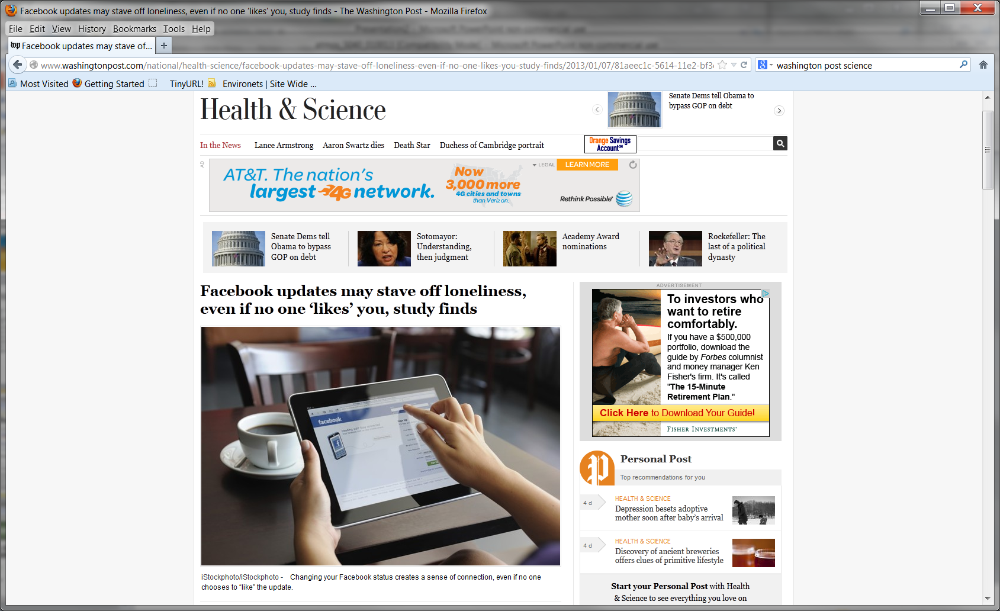 Facebook updates may stave off loneliness, even if no one ‘likes’ you, study finds - The Washington Post - Mozilla Firefox
File Edit View History Bookmarks Tools Help
wp Facebook updates may stave of... +
www.washingtonpost.com/national/health-science/facebook-updates-may-stave-off-loneliness-even-if-no-one-likes-you-study-finds/2013/01/07/81aeec1c-5614-11e2-bf3e
washington post science
Most Visited Getting Started TinyURL! Environets | Site Wide ...
Health & Science
Senate Dems tell Obama to
bypass GOP on debt
In the News Lance Armstrong Aaron Swartz dies Death Star Duchess of Cambridge portrait
Orange Savings
Account SM
AD
AT&T. The nation's
largest 4G network.
Now
3,000 more
4G cities and towns
than Verizon.
LEGAL
LEARN MORE
Rethink Possible®
Senate Dems tell
Obama to bypass
GOP on debt
Sotomayor:
Understanding,
then judgment
Academy Award
nominations
Rockefeller: The
last of a political
dynasty
Facebook updates may stave off loneliness,
even if no one ‘likes’ you, study finds
facebook
Sign Up
iStockphoto/iStockphoto - Changing your Facebook status creates a sense of connection, even if no one
chooses to “like” the update.
ADVERTISEMENT
To investors who
want to retire
comfortably.
If you have a $500,000
portfolio, download the
guide by Forbes columnist
and money manager Ken
Fisher's firm. It's called
"The 15-Minute
Retirement Plan."
Click Here to Download Your Guide!
FISHER INVESTMENTS®
Personal Post
Top recommendations for you
4 d
HEALTH & SCIENCE
Depression besets adoptive
mother soon after baby’s arrival
4 d
HEALTH & SCIENCE
Discovery of ancient breweries
offers clues of primitive lifestyle
Start your Personal Post with Health
& Science to see everything you love on